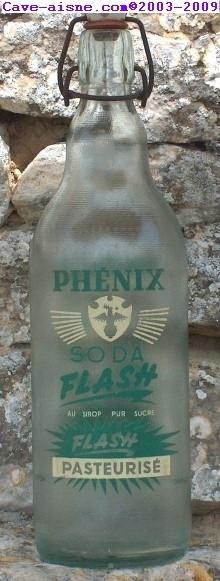 Cave-aisne.com©2003-2009
PHÉNIX
SODA
FLASH
AU SIROP PUR SUCRE
FLASH
PASTEURISÉ